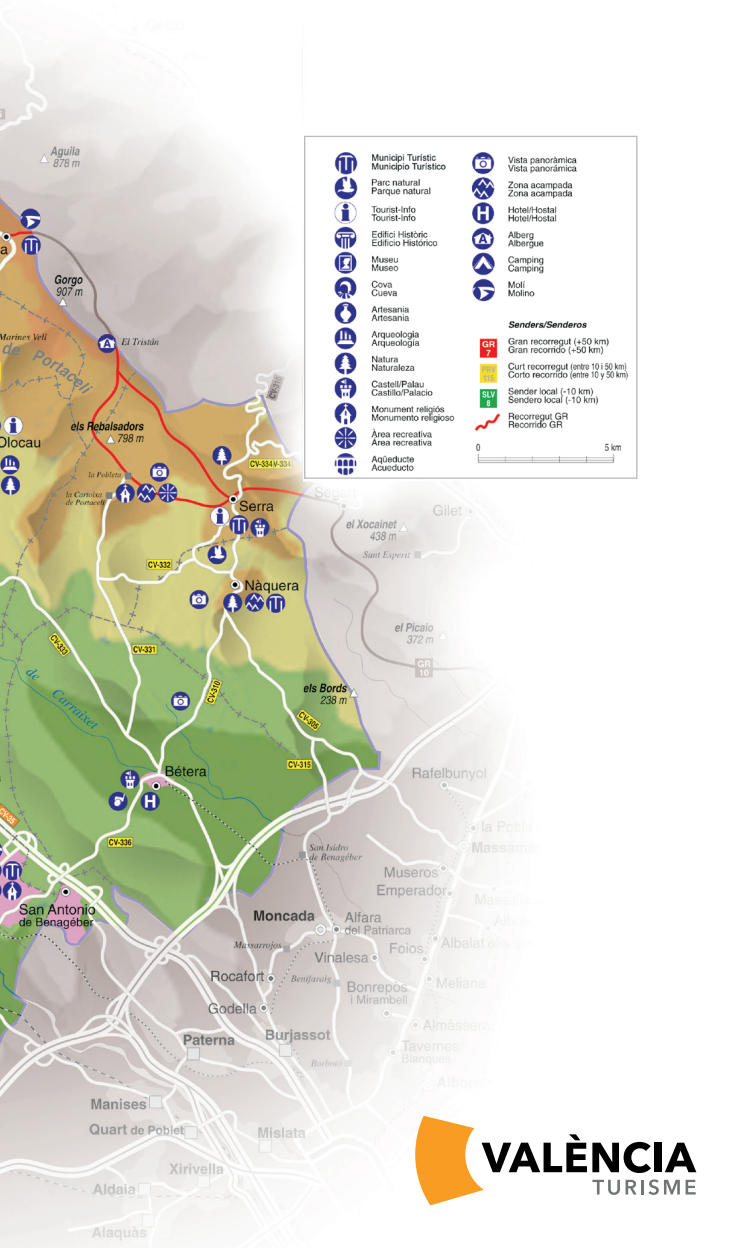 Aguila
878 m
Gorgo
907 m
a
Marines Vell
de Portaceli
El Tristán
els Rebalsadors
798 m
Olocau
la Pobleta
la Cartoixa
de Portaceli
CV-334
V-334
Serra
CV-332
Nàquera
el Xocainet
438 m
Gilet
Sant Esperit
el Picaio
372 m
GR
10
CV-333
CV-331
CV-310
de Carraixet
els Bords
238 m
CV-305
CV-315
Bétera
CV-336
CV-35
San Antonio
de Benagéber
Rafelbunyol
San Isidro
de Benagéber
Museros
Emperador
Moncada
Alfara
del Patriarca
Massarrojos
Vinalesa
Foios
Albalat
Rocafort
Benifaraig
Bonrepòs
i Mirambell
Meliana
Godella
Almàssera
Paterna
Burjassot
Tavernes
Blanques
Borbotó
Manises
Quart de Poblet
Mislata
Xirivella
Aldaia
Alaquàs
Municipi Turístic
Municipio Turístico
Parc natural
Parque natural
Tourist-Info
Tourist-Info
Edifici Històric
Edificio Histórico
Museu
Museo
Cova
Cueva
Artesania
Artesanía
Arqueologia
Arqueología
Natura
Naturaleza
Castell/Palau
Castillo/Palacio
Monument religiós
Monumento religioso
Àrea recreativa
Área recreativa
Aqüeducte
Acueducto
Vista panoràmica
Vista panorámica
Zona acampada
Zona acampada
Hotel/Hostal
Hotel/Hostal
Alberg
Albergue
Camping
Camping
Molí
Molino
Senders/Senderos
GR
7
Gran recorregut (+50 km)
Gran recorrido (+50 km)
PRV
115
Curt recorregut (entre 10 i 50 km)
Corto recorrido (entre 10 y 50 km)
SLV
8
Sender local (-10 km)
Sendero local (-10 km)
Recorregut GR
Recorrido GR
0 5 km
VALÈNCIA
TURISME